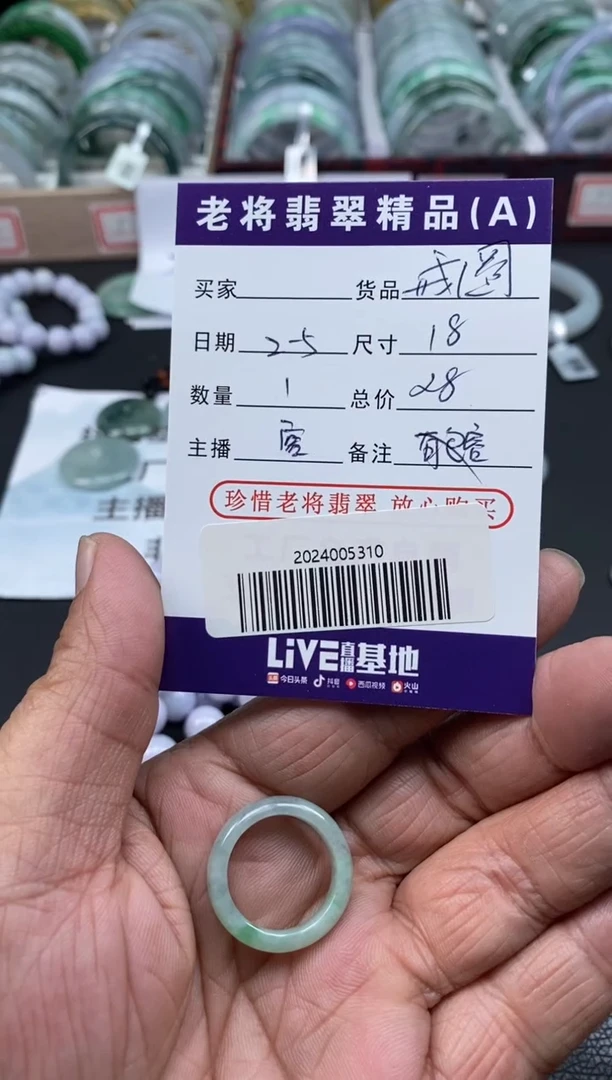 老将翡翠精品(A)
买家 货品 戒圈
日期 2-5 尺寸 18
数量 1 总价 28
主播 备注
珍惜老将翡翠 放心购买
2024005310
LiVE直播基地
今日头条 抖音 西瓜视频 火山
主播